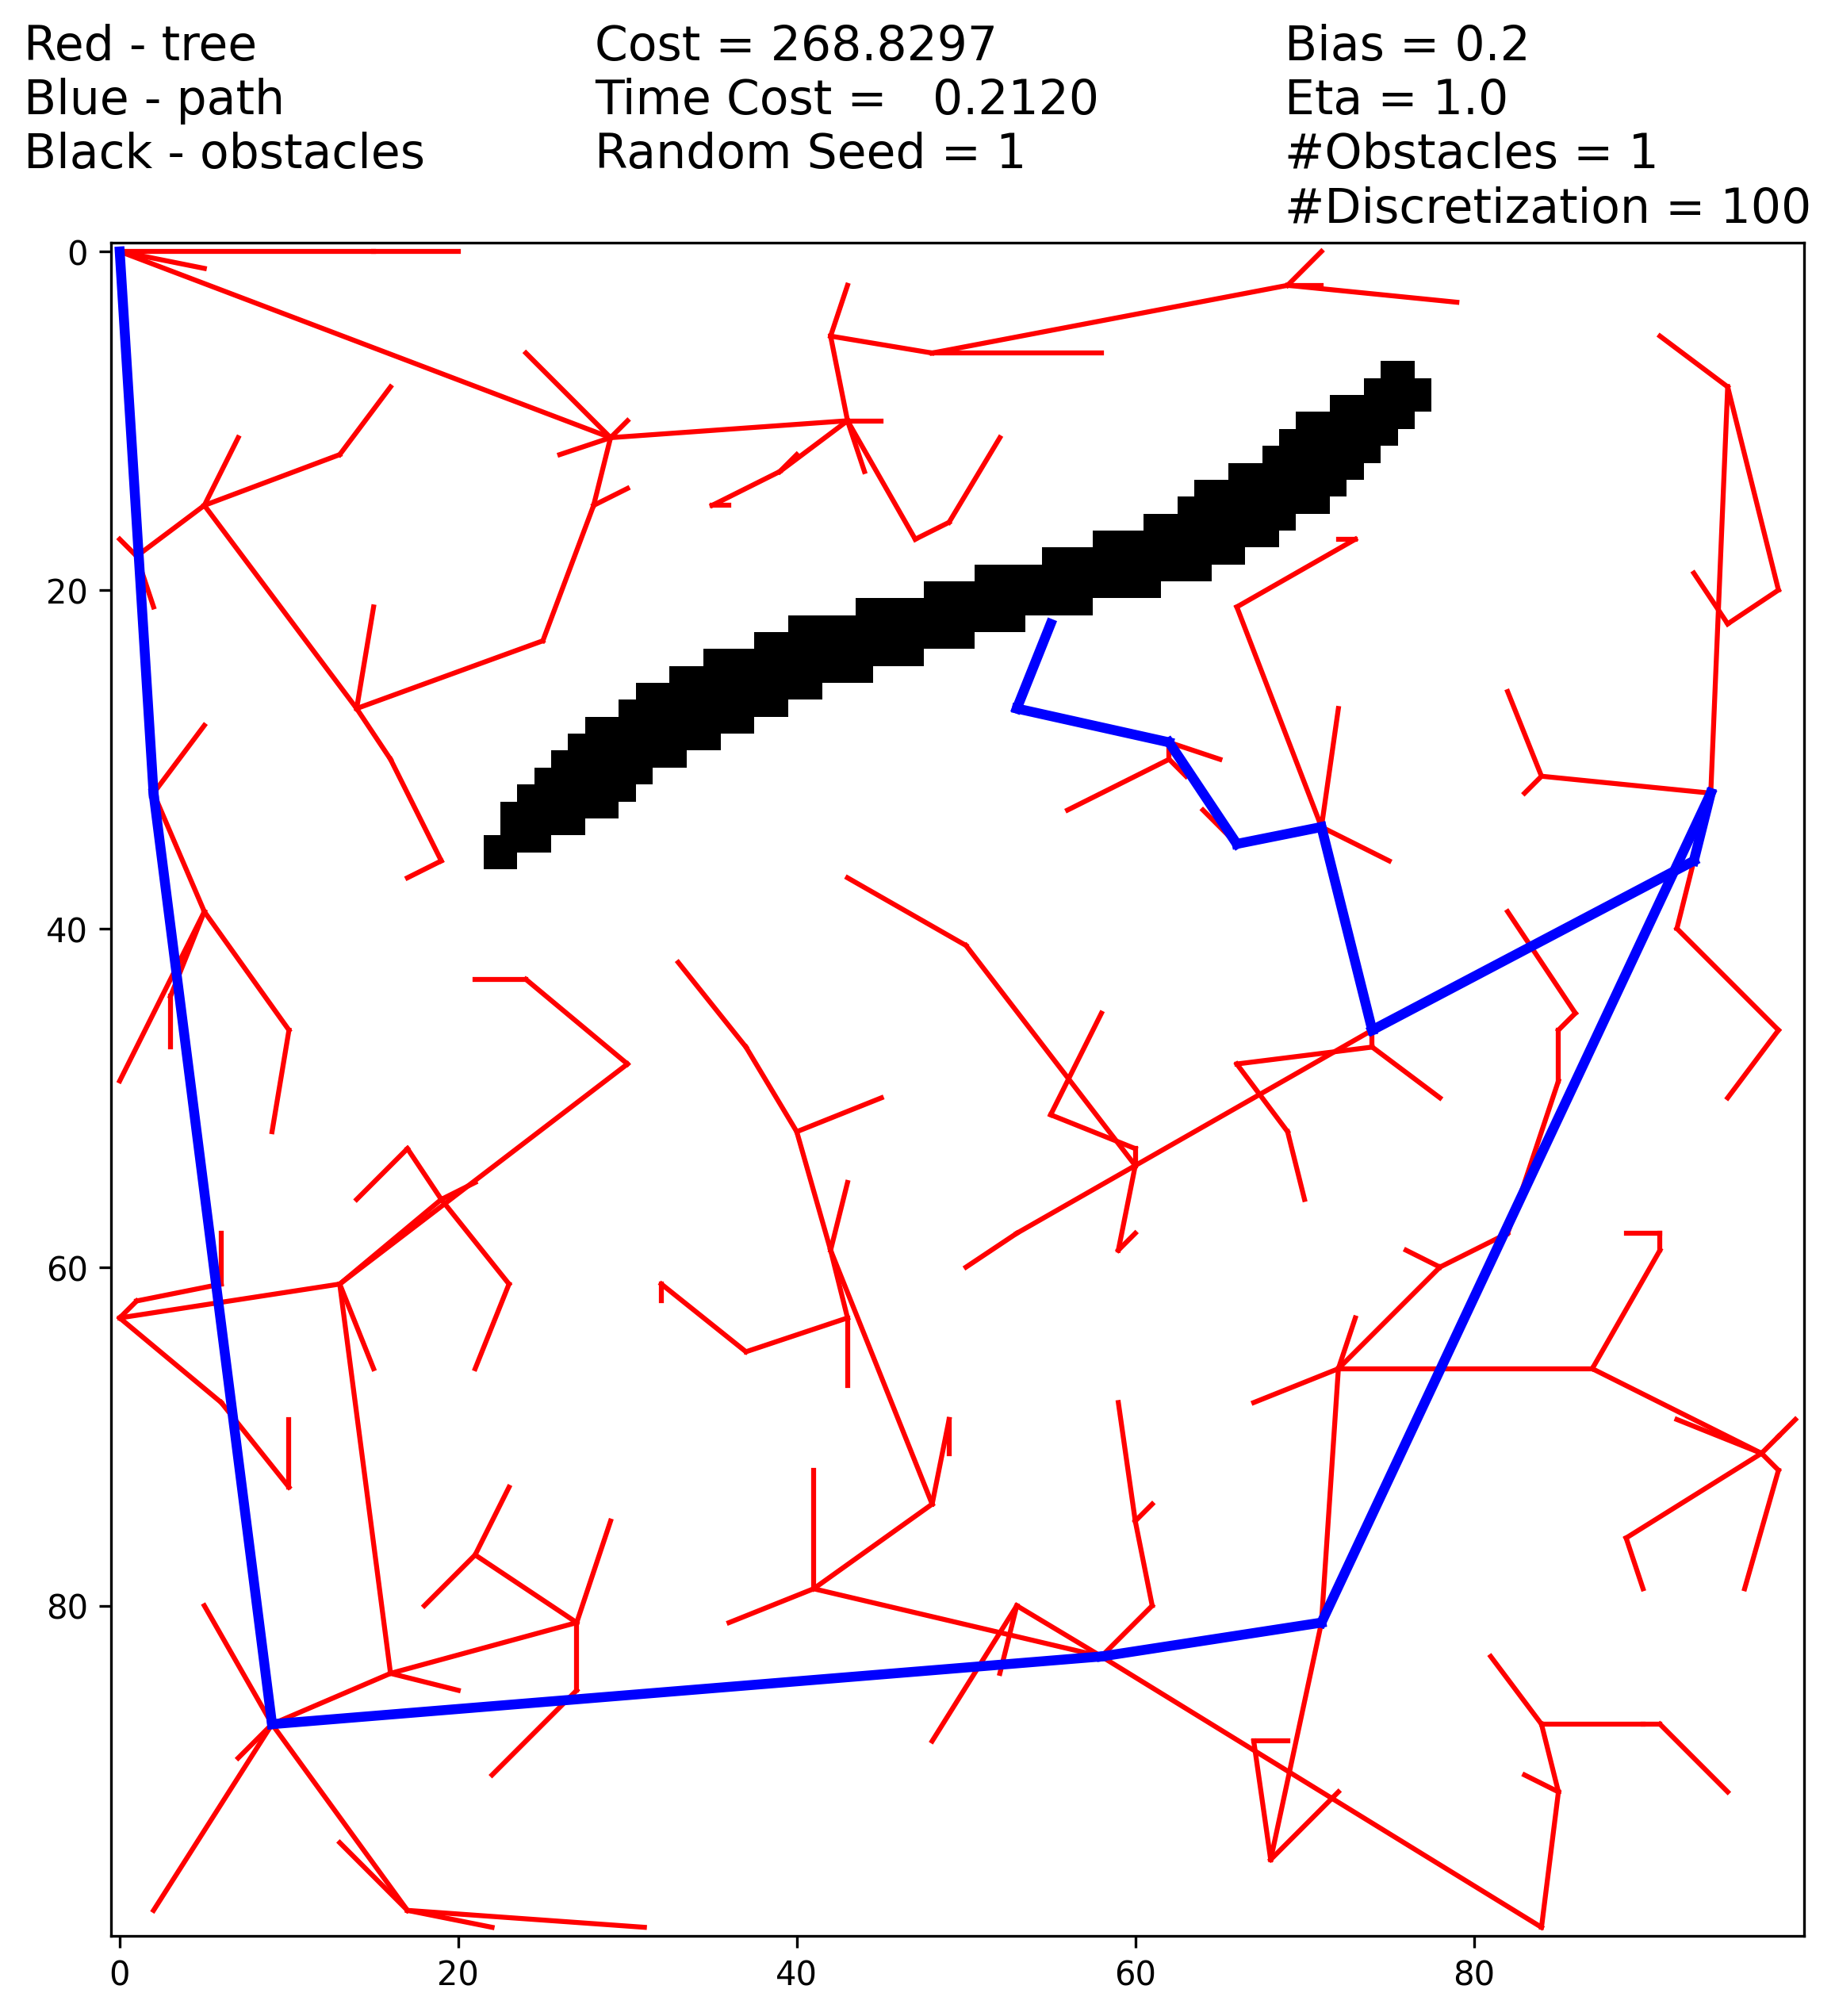 Red - tree
Blue - path
Black - obstacles
Cost = 268.8297
Time Cost =   0.2120
Random Seed = 1
Bias = 0.2
Eta = 1.0
#Obstacles = 1
#Discretization = 100
0
20
40
60
80
0 20 40 60 80